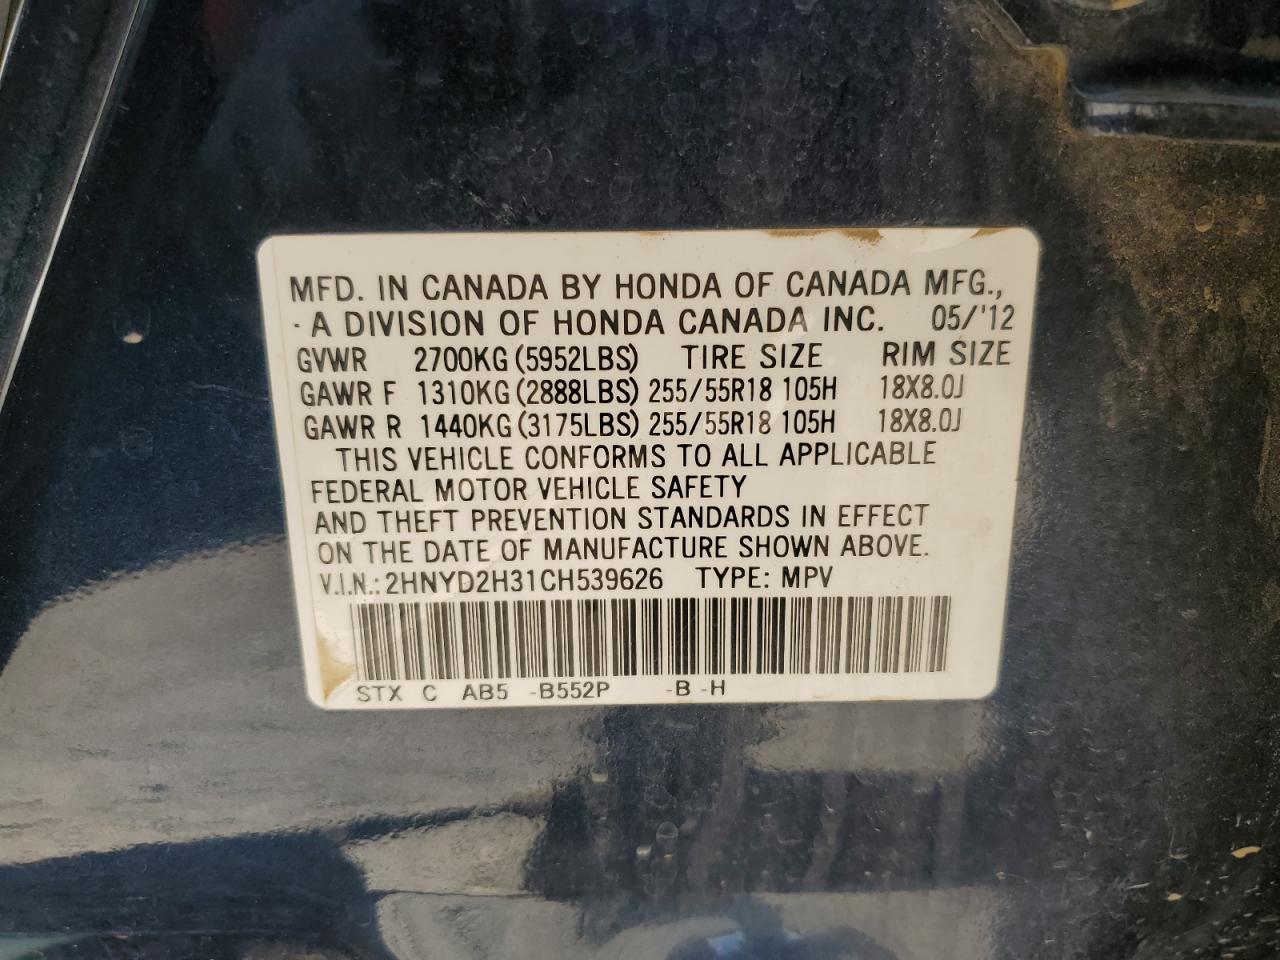 MFD. IN CANADA BY HONDA OF CANADA MFG.,
A DIVISION OF HONDA CANADA INC. 05/'12
GVWR 2700KG (5952LBS) TIRE SIZE RIM SIZE
GAWR F 1310KG (2888LBS) 255/55R18 105H 18X8.0J
GAWR R 1440KG (3175LBS) 255/55R18 105H 18X8.0J
THIS VEHICLE CONFORMS TO ALL APPLICABLE
FEDERAL MOTOR VEHICLE SAFETY
AND THEFT PREVENTION STANDARDS IN EFFECT
ON THE DATE OF MANUFACTURE SHOWN ABOVE.
V.I.N.: 2HNYD2H31CH539626 TYPE: MPV
STX C AB5 -B552P -B -H